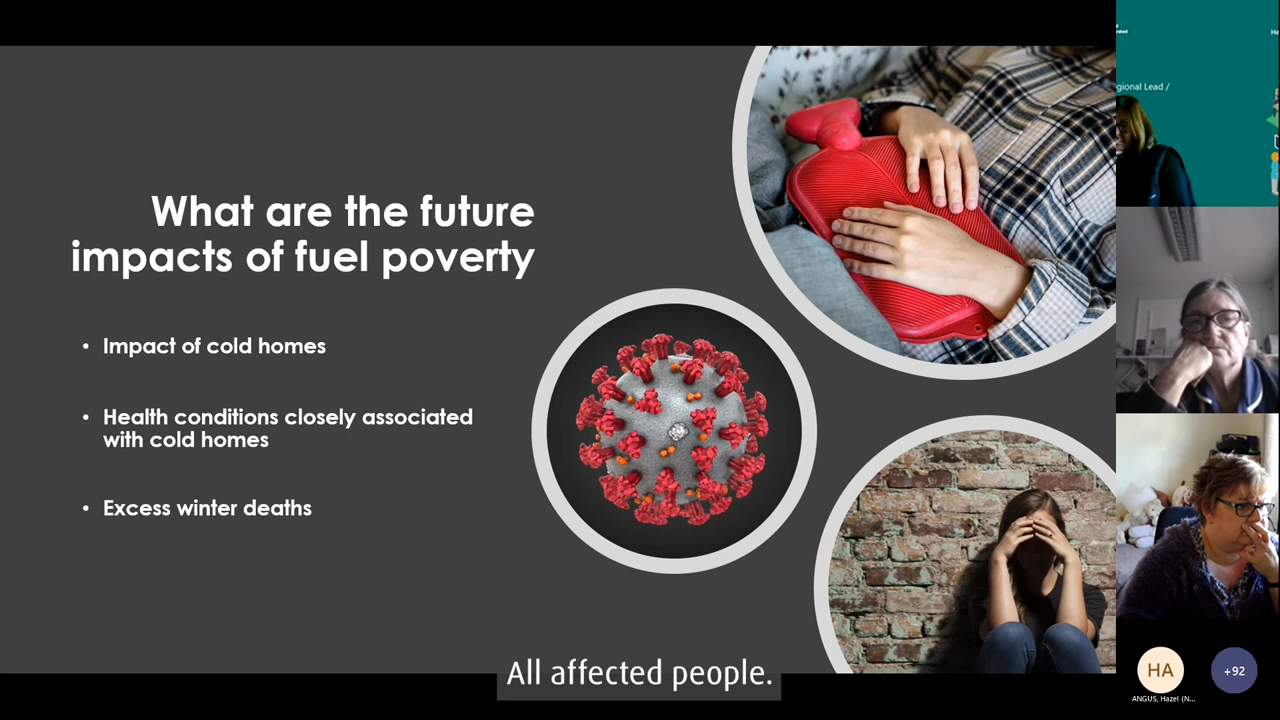 What are the future
impacts of fuel poverty
• Impact of cold homes
• Health conditions closely associated
with cold homes
• Excess winter deaths
All affected people.
gional Lead /
He
HA
+92
ANGUS, Hazel (N...